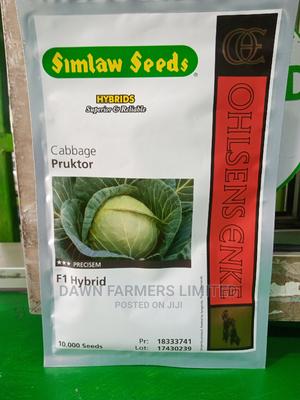 Simlaw Seeds®
HYBRIDS
Superior & Reliable
OHLSENS ENKE
Cabbage
Pruktor
*** PRECISEM
F1 Hybrid
DAWN FARMERS LIMITED
POSTED ON JIJI
10.000 Seeds
Pr: 18333741
Lot: 17430239